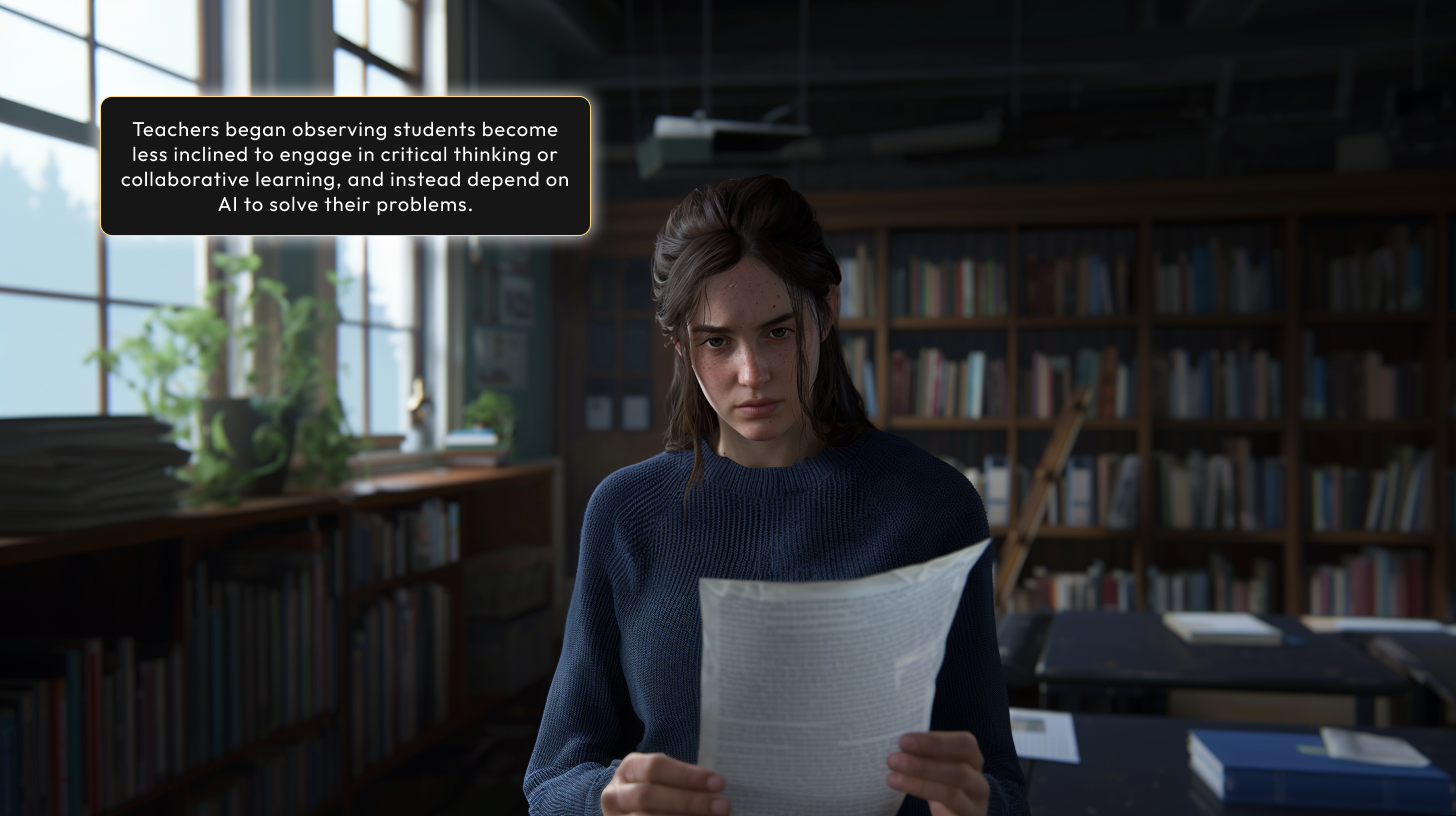 Teachers began observing students become
less inclined to engage in critical thinking or
collaborative learning, and instead depend on
AI to solve their problems.